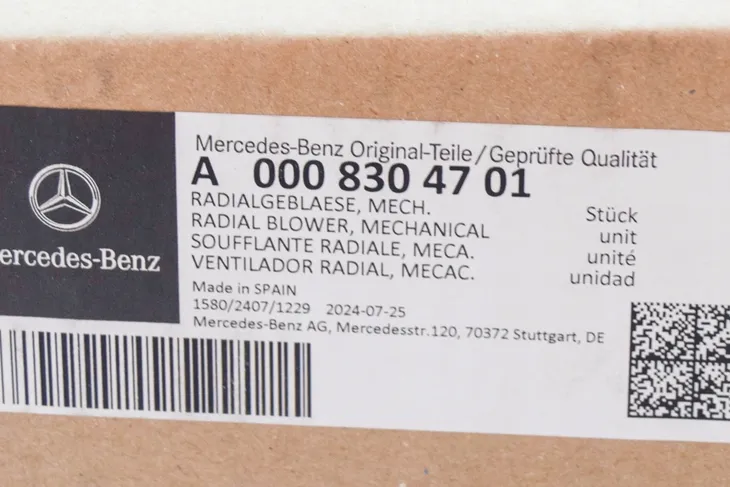 Mercedes-Benz Original-Teile/Geprüfte Qualität
A 000 830 47 01
RADIALGEBLAESE, MECH. Stück
RADIAL BLOWER, MECHANICAL unit
SOUFFLANTE RADIALE, MECA. unité
VENTILADOR RADIAL, MECAC. unidad
ercedes-Benz
Made in SPAIN
1580/2407/1229 2024-07-25
Mercedes-Benz AG, Mercedesstr.120, 70372 Stuttgart, DE